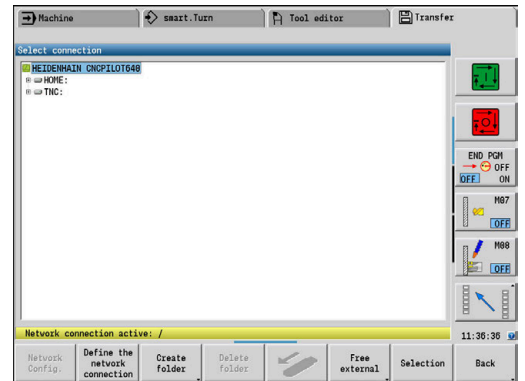 Machine
smart.Turn
Tool editor
Transfer
Select connection
HEIDENHAIN CNCPILOT640
HOME:
TNC:
END PGM
OFF
OFF ON
M07
OFF
M08
OFF
Network connection active: /
11:36:36
Network Config.
Define the network connection
Create folder
Delete folder
Free external
Selection
Back